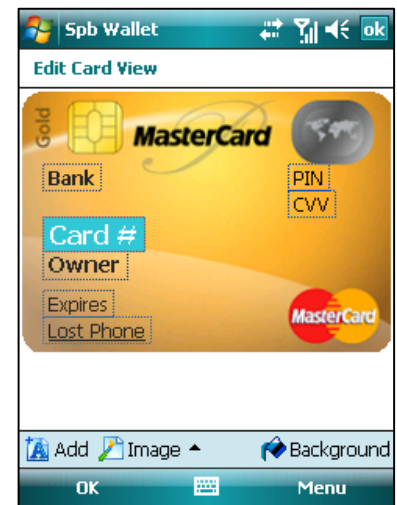 Spb Wallet
ok
Edit Card View
Gold
MasterCard
Bank
PIN
CVV
Card #
Owner
Expires
Lost Phone
MasterCard
Add Image Background
OK Menu